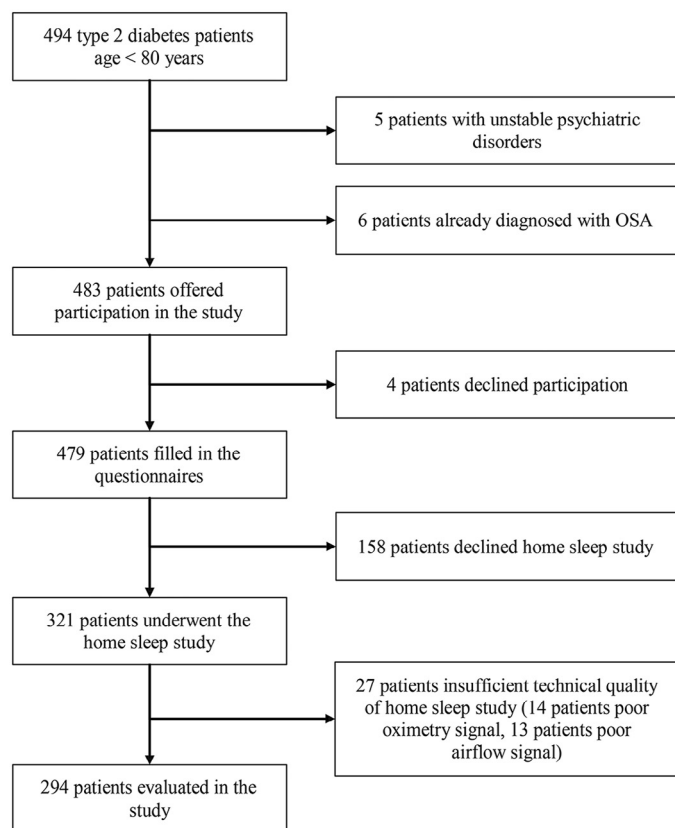 494 type 2 diabetes patients
age < 80 years
5 patients with unstable psychiatric
disorders
6 patients already diagnosed with OSA
483 patients offered
participation in the study
4 patients declined participation
479 patients filled in the
questionnaires
158 patients declined home sleep study
321 patients underwent the
home sleep study
27 patients insufficient technical quality
of home sleep study (14 patients poor
oximetry signal, 13 patients poor
airflow signal)
294 patients evaluated in the
study